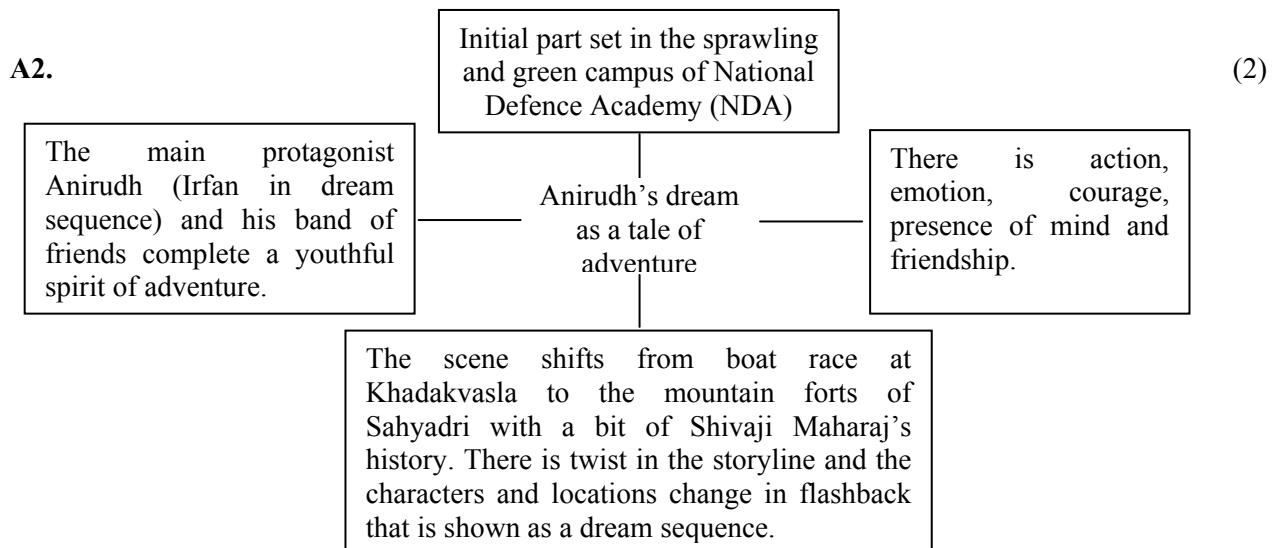 A2.
Initial part set in the sprawling
and green campus of National
Defence Academy (NDA)
(2)
The main protagonist
Anirudh (Irfan in dream
sequence) and his band of
friends complete a youthful
spirit of adventure.
Anirudh’s dream
as a tale of
adventure
There is action,
emotion, courage,
presence of mind and
friendship.
The scene shifts from boat race at
Khadakvasla to the mountain forts of
Sahyadri with a bit of Shivaji Maharaj’s
history. There is twist in the storyline and the
characters and locations change in flashback
that is shown as a dream sequence.